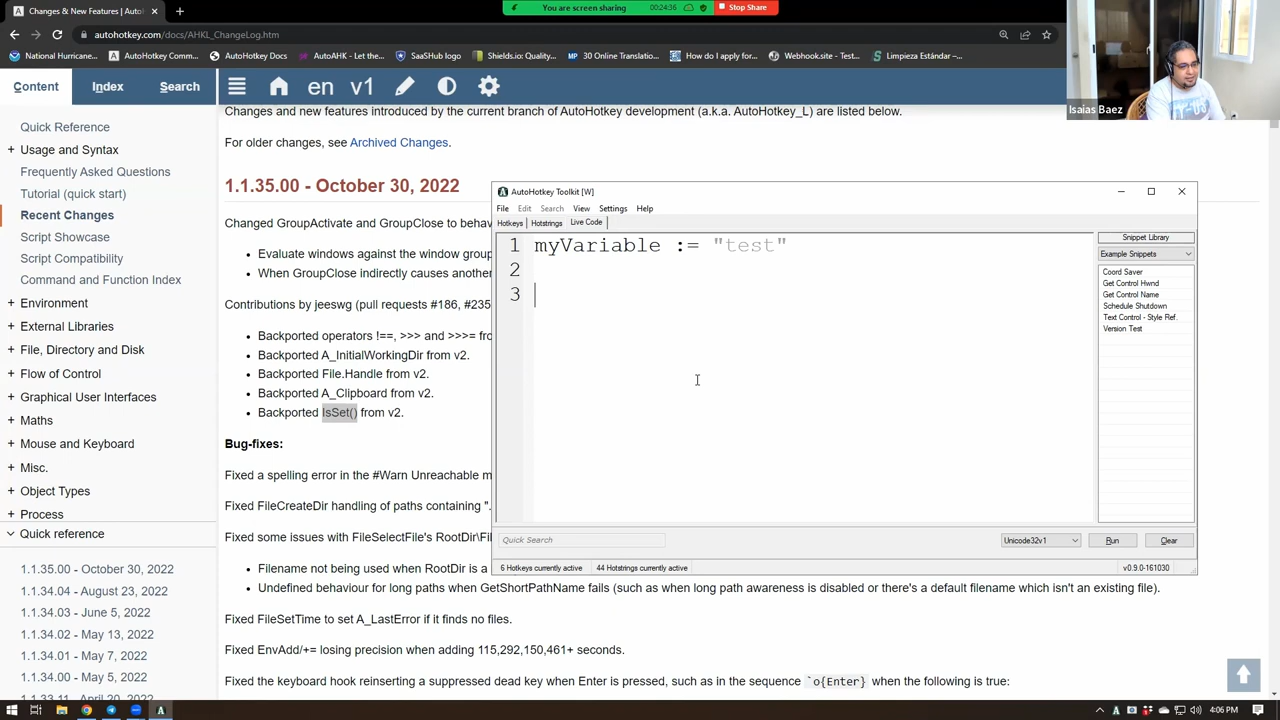 Changes & New Features | Auto
You are screen sharing
00:24:36
Stop Share
autohotkey.com/docs/AHKL_ChangeLog.htm
National Hurricane...
AutoHotkey Comm...
AutoAHK - Let the...
SaaSHub logo
Shields.io: Quality...
30 Online Translatio...
How do I apply for...
Webhook.site - Test...
Limpieza Estándar -...
Isaias Baez
Content
Index
Search
en
v1
Quick Reference
+ Usage and Syntax
Frequently Asked Questions
Tutorial (quick start)
Recent Changes
Script Showcase
Script Compatibility
Command and Function Index
+ Environment
+ External Libraries
+ File, Directory and Disk
+ Flow of Control
+ Graphical User Interfaces
+ Maths
+ Mouse and Keyboard
+ Misc.
+ Object Types
+ Process
Quick reference
1.1.35.00 - October 30, 2022
1.1.34.04 - August 23, 2022
1.1.34.03 - June 5, 2022
1.1.34.02 - May 13, 2022
1.1.34.01 - May 7, 2022
1.1.34.00 - May 5, 2022
1.1.33.11 - April 20, 2022
Changes and new features introduced by the current branch of AutoHotkey development (a.k.a. AutoHotkey_L) are listed below.
For older changes, see Archived Changes.
1.1.35.00 - October 30, 2022
Changed GroupActivate and GroupClose to behav
Evaluate windows against the window group
When GroupClose indirectly causes another
Contributions by jeeswg (pull requests #186, #235
Backported operators !==, >>> and >>>= fro
Backported A_InitialWorkingDir from v2.
Backported File.Handle from v2.
Backported A_Clipboard from v2.
Backported IsSet() from v2.
Bug-fixes:
Fixed a spelling error in the #Warn Unreachable m
Fixed FileCreateDir handling of paths containing ".
Fixed some issues with FileSelectFile's RootDir\Fil
Filename not being used when RootDir is a
Undefined behaviour for long paths when GetShortPathName fails (such as when long path awareness is disabled or there's a default filename which isn't an existing file).
Fixed FileSetTime to set A_LastError if it finds no files.
Fixed EnvAdd/+= losing precision when adding 115,292,150,461+ seconds.
Fixed the keyboard hook reinserting a suppressed dead key when Enter is pressed, such as in the sequence `o{Enter} when the following is true:
AutoHotkey Toolkit [W]
File Edit Search View Settings Help
Hotkeys Hotstrings Live Code
1 myVariable := "test"
2
3
Snippet Library
Example Snippets
Coord Saver
Get Control Hwnd
Get Control Name
Schedule Shutdown
Text Control - Style Ref.
Version Test
Quick Search
Unicode32v1
Run
Clear
6 Hotkeys currently active
44 Hotstrings currently active
v0.9.0-161030
4:06 PM